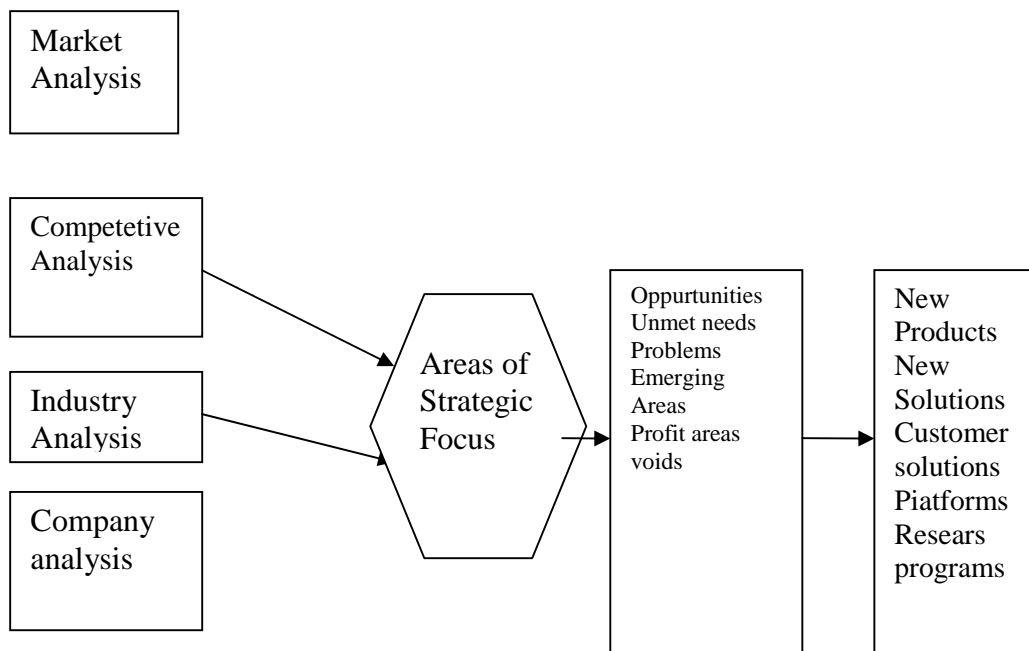 Market
Analysis
Competetive
Analysis
Industry
Analysis
Company
analysis
Areas of
Strategic
Focus
Oppurtunities
Unmet needs
Problems
Emerging
Areas
Profit areas
voids
New
Products
New
Solutions
Customer
solutions
Piatforms
Resears
programs